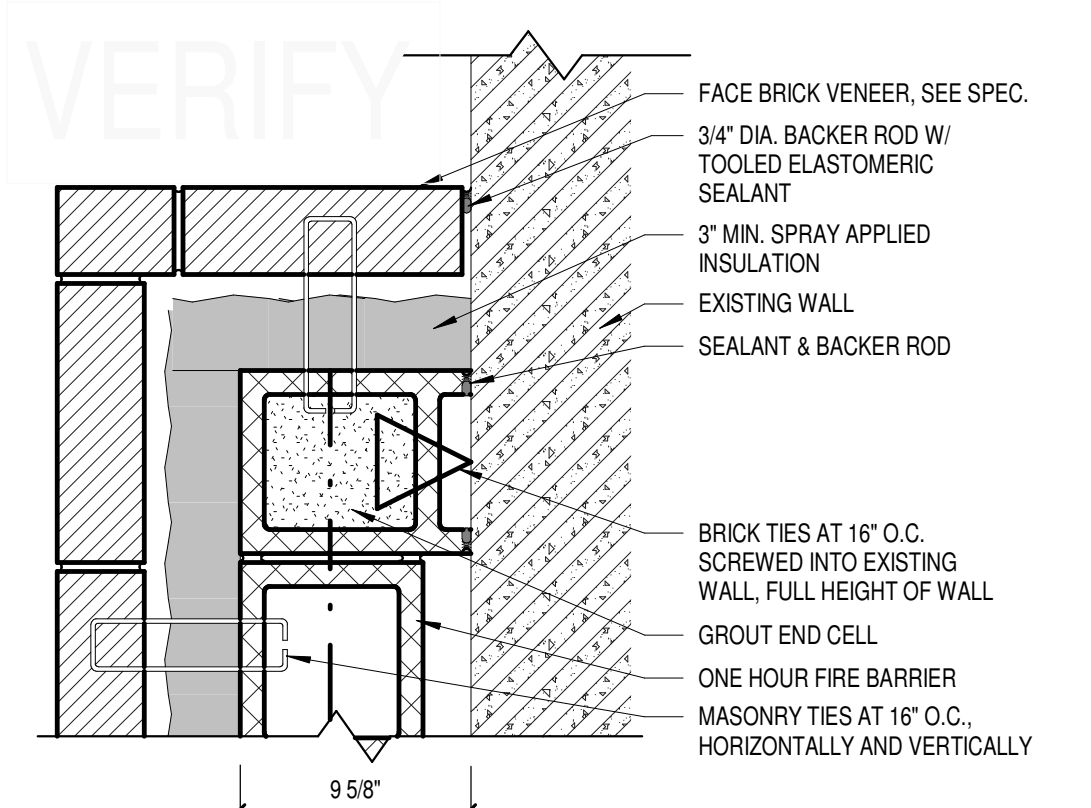 VERIFY
FACE BRICK VENEER, SEE SPEC.
3/4" DIA. BACKER ROD W/
TOOLED ELASTOMERIC
SEALANT
3" MIN. SPRAY APPLIED
INSULATION
EXISTING WALL
SEALANT & BACKER ROD
BRICK TIES AT 16" O.C.
SCREWED INTO EXISTING
WALL, FULL HEIGHT OF WALL
GROUT END CELL
ONE HOUR FIRE BARRIER
MASONRY TIES AT 16" O.C.,
HORIZONTALLY AND VERTICALLY
9 5/8"